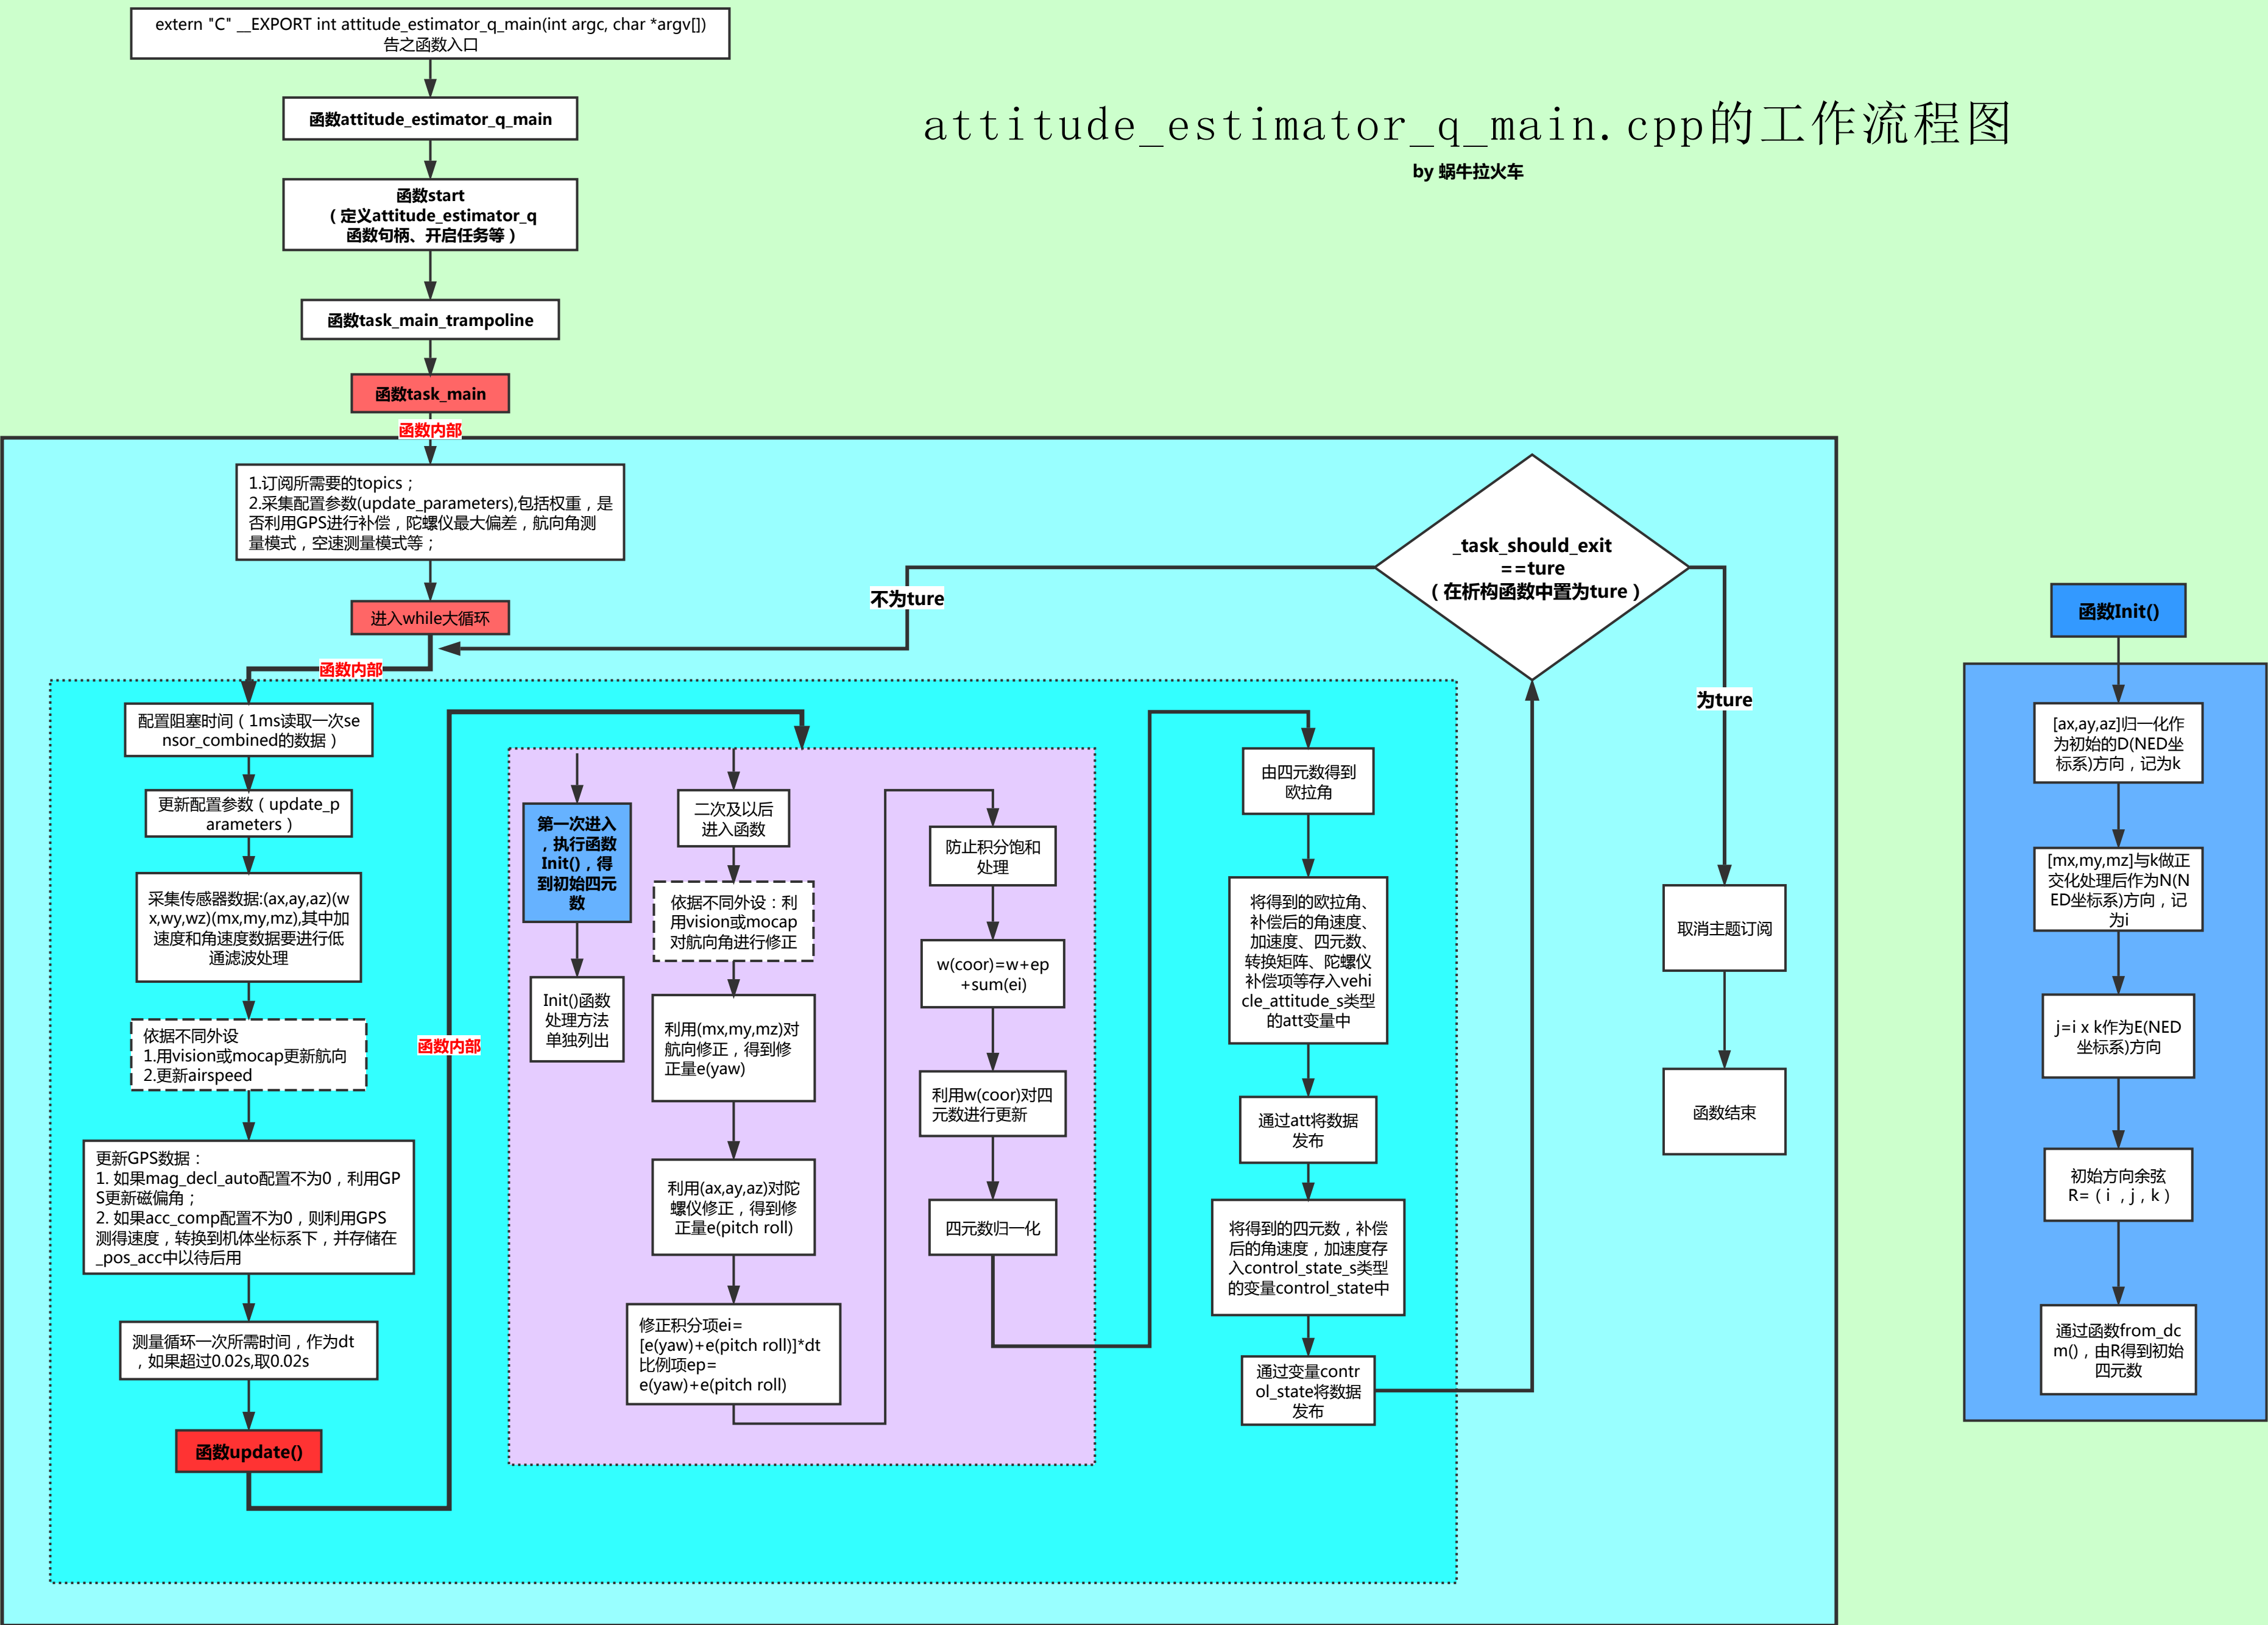 extern "C" __EXPORT int attitude_estimator_q_main(int argc, char *argv[])
告之函数入口
函数attitude_estimator_q_main
函数start
（定义attitude_estimator_q
函数句柄、开启任务等）
函数task_main_trampoline
函数task_main
函数内部
attitude_estimator_q_main.cpp的工作流程图
by 蜗牛拉火车
1.订阅所需要的topics；
2.采集配置参数(update_parameters),包括权重，是
否利用GPS进行补偿，陀螺仪最大偏差，航向角测
量模式，空速测量模式等；
进入while大循环
函数内部
配置阻塞时间（1ms读取一次se
nsor_combined的数据）
更新配置参数（update_p
arameters）
采集传感器数据:(ax,ay,az)(w
x,wy,wz)(mx,my,mz),其中加
速度和角速度数据要进行低
通滤波处理
依据不同外设
1.用vision或mocap更新航向
2.更新airspeed
更新GPS数据：
1. 如果mag_decl_auto配置不为0，利用GP
S更新磁偏角；
2. 如果acc_comp配置不为0，则利用GPS
测得速度，转换到机体坐标系下，并存储在
_pos_acc中以待后用
测量循环一次所需时间，作为dt
，如果超过0.02s,取0.02s
函数update()
函数内部
第一次进入
，执行函数
Init()，得
到初始四元
数
Init()函数
处理方法
单独列出
二次及以后
进入函数
依据不同外设：利
用vision或mocap
对航向角进行修正
利用(mx,my,mz)对
航向修正，得到修
正量e(yaw)
利用(ax,ay,az)对陀
螺仪修正，得到修
正量e(pitch roll)
修正积分项ei=
[e(yaw)+e(pitch roll)]*dt
比例项ep=
e(yaw)+e(pitch roll)
防止积分饱和
处理
w(coor)=w+ep
+sum(ei)
利用w(coor)对四
元数进行更新
四元数归一化
由四元数得到
欧拉角
将得到的欧拉角、
补偿后的角速度、
加速度、四元数、
转换矩阵、陀螺仪
补偿项等存入vehi
cle_attitude_s类型
的att变量中
通过att将数据
发布
将得到的四元数，补偿
后的角速度，加速度存
入control_state_s类型
的变量control_state中
通过变量contr
ol_state将数据
发布
_task_should_exit
==ture
（在析构函数中置为ture）
不为ture
为ture
取消主题订阅
函数结束
函数Init()
[ax,ay,az]归一化作
为初始的D(NED坐
标系)方向，记为k
[mx,my,mz]与k做正
交化处理后作为N(N
ED坐标系)方向，记
为i
j=i x k作为E(NED
坐标系)方向
初始方向余弦
R=（i ，j，k）
通过函数from_dc
m()，由R得到初始
四元数